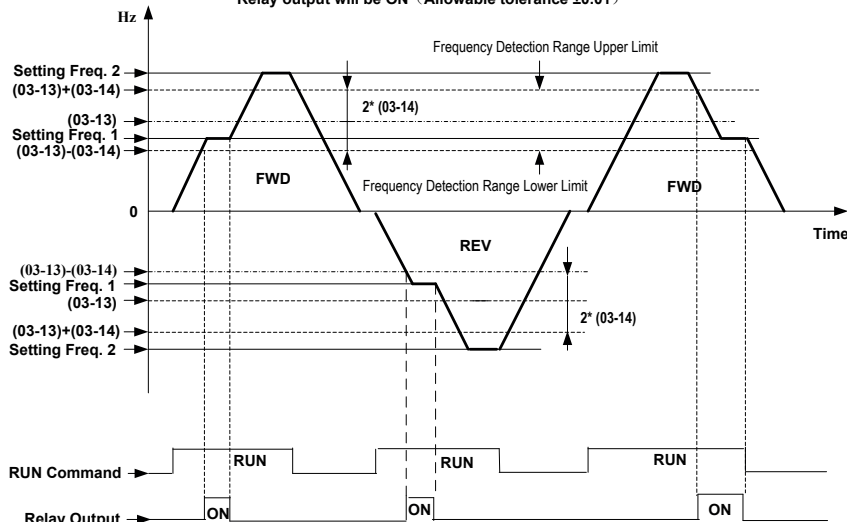 Relay output will be ON（Allowable tolerance ±0.01）
Hz
Frequency Detection Range Upper Limit
Setting Freq. 2
(03-13)+(03-14)
2* (03-14)
(03-13)
Setting Freq. 1
(03-13)-(03-14)
FWD
Frequency Detection Range Lower Limit
FWD
0
Time
REV
(03-13)-(03-14)
Setting Freq. 1
(03-13)
2* (03-14)
(03-13)+(03-14)
Setting Freq. 2
RUN Command
RUN
RUN
RUN
Relay Output
ON
ON
ON